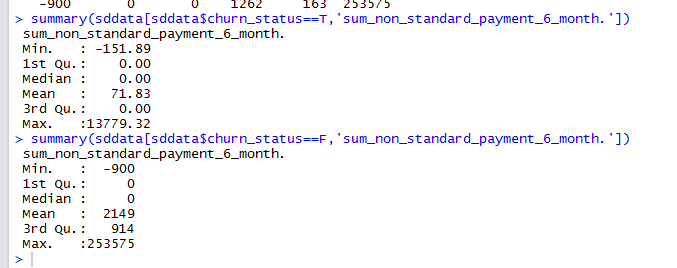 -900 0 0 1262 163 253575
> summary(sddata[sddata$churn_status==T,'sum_non_standard_payment_6_month.'])
sum_non_standard_payment_6_month.
Min. : -151.89
1st Qu.: 0.00
Median : 0.00
Mean : 71.83
3rd Qu.: 0.00
Max. :13779.32
> summary(sddata[sddata$churn_status==F,'sum_non_standard_payment_6_month.'])
sum_non_standard_payment_6_month.
Min. : -900
1st Qu.: 0
Median : 0
Mean : 2149
3rd Qu.: 914
Max. :253575
>